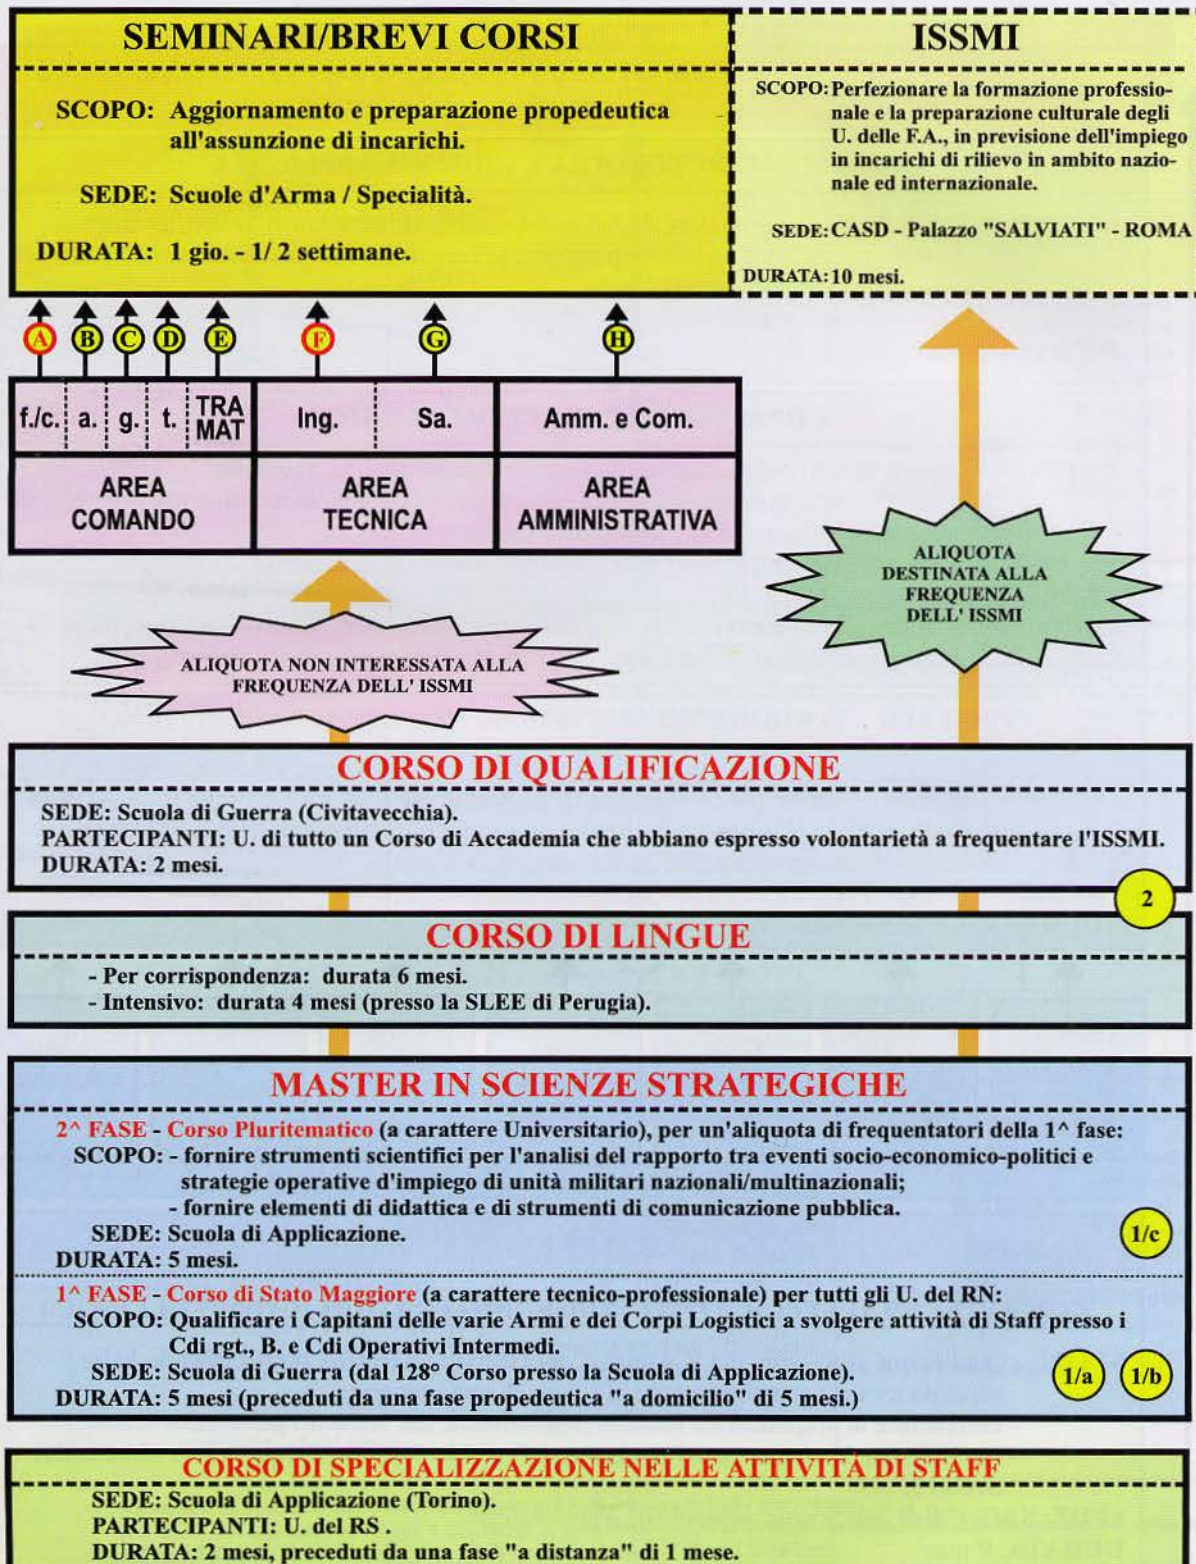 SEMINARI/BREVI CORSI
SCOPO: Aggiornamento e preparazione propedeutica
all'assunzione di incarichi.
SEDE: Scuole d'Arma / Specialità.
DURATA: 1 gio. - 1/ 2 settimane.
ISSMI
SCOPO: Perfezionare la formazione professio-
nale e la preparazione culturale degli
U. delle F.A., in previsione dell'impiego
in incarichi di rilievo in ambito nazio-
nale ed internazionale.
SEDE: CASD - Palazzo "SALVIATI" - ROMA
DURATA: 10 mesi.
A B C D E F G H
f./c. a. g. t. TRA
MAT
Ing. Sa. Amm. e Com.
AREA
COMANDO
AREA
TECNICA
AREA
AMMINISTRATIVA
ALIQUOTA
DESTINATA ALLA
FREQUENZA
DELL' ISSMI
ALIQUOTA NON INTERESSATA ALLA
FREQUENZA DELL' ISSMI
CORSO DI QUALIFICAZIONE
SEDE: Scuola di Guerra (Civitavecchia).
PARTECIPANTI: U. di tutto un Corso di Accademia che abbiano espresso volontarietà a frequentare l'ISSMI.
DURATA: 2 mesi.
2
CORSO DI LINGUE
- Per corrispondenza: durata 6 mesi.
- Intensivo: durata 4 mesi (presso la SLEE di Perugia).
MASTER IN SCIENZE STRATEGICHE
2^ FASE - Corso Pluritematico (a carattere Universitario), per un'aliquota di frequentatori della 1^ fase:
SCOPO: - fornire strumenti scientifici per l'analisi del rapporto tra eventi socio-economico-politici e
strategie operative d'impiego di unità militari nazionali/multinazionali;
- fornire elementi di didattica e di strumenti di comunicazione pubblica.
SEDE: Scuola di Applicazione.
1/c
DURATA: 5 mesi.
1^ FASE - Corso di Stato Maggiore (a carattere tecnico-professionale) per tutti gli U. del RN:
SCOPO: Qualificare i Capitani delle varie Armi e dei Corpi Logistici a svolgere attività di Staff presso i
Cdi rgt., B. e Cdi Operativi Intermedi.
SEDE: Scuola di Guerra (dal 128° Corso presso la Scuola di Applicazione).
1/a 1/b
DURATA: 5 mesi (preceduti da una fase propedeutica "a domicilio" di 5 mesi.)
CORSO DI SPECIALIZZAZIONE NELLE ATTIVITÀ DI STAFF
SEDE: Scuola di Applicazione (Torino).
PARTECIPANTI: U. del RS .
DURATA: 2 mesi, preceduti da una fase "a distanza" di 1 mese.